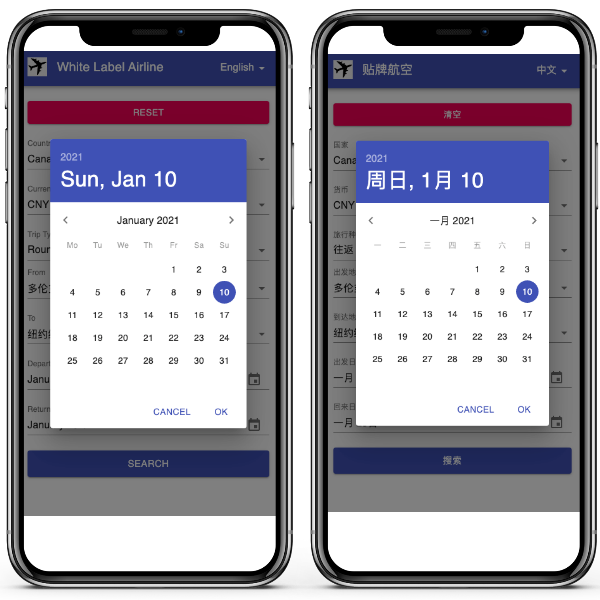 White Label Airline English
RESET
Count
Cana
Curren
CNY
Trip Ty
Roun
From
多伦
To
纽约
Depar
Janu
Return
Janu
SEARCH
2021
Sun, Jan 10
January 2021
Mo Tu We Th Fr Sa Su
1 2 3
4 5 6 7 8 9 10
11 12 13 14 15 16 17
18 19 20 21 22 23 24
25 26 27 28 29 30 31
CANCEL OK
贴牌航空 中文
清空
国家
Cana
货币
CNY
旅行种
往返
出发地
多伦
到达地
纽约
出发日
一月
回来日
一月
搜索
2021
周日, 1月 10
一月 2021
一 二 三 四 五 六 日
1 2 3
4 5 6 7 8 9 10
11 12 13 14 15 16 17
18 19 20 21 22 23 24
25 26 27 28 29 30 31
CANCEL OK